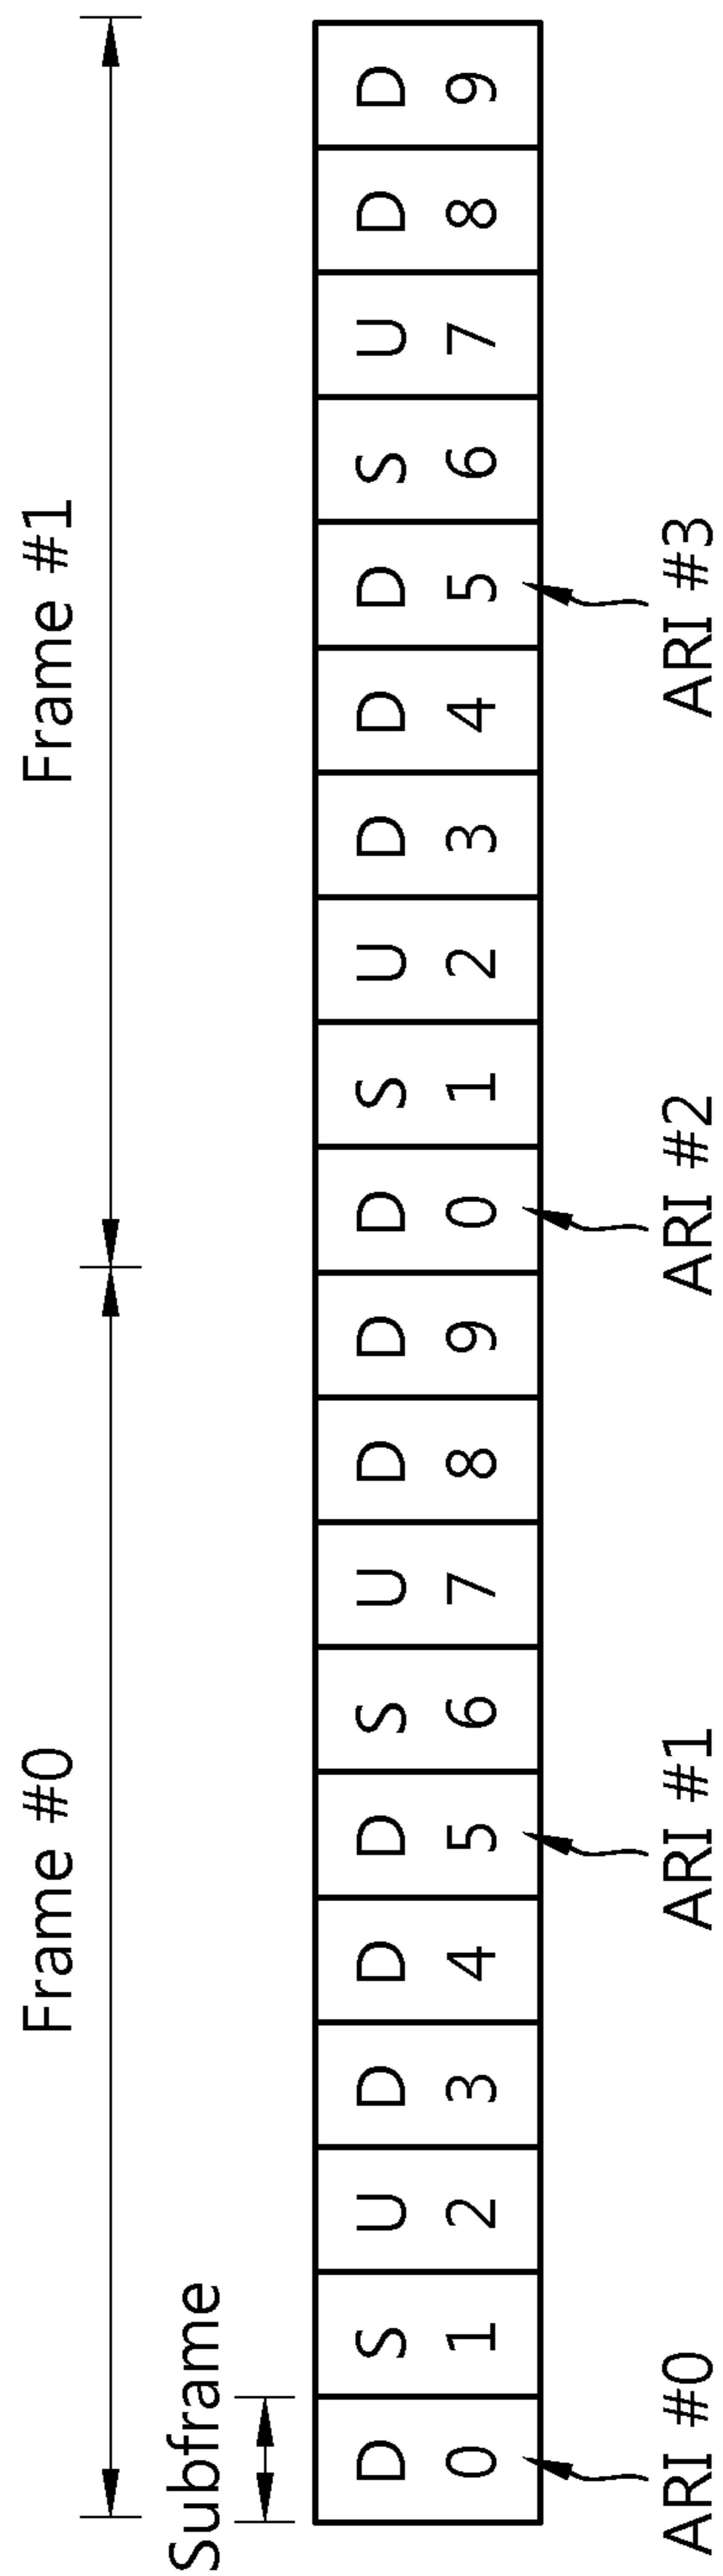 Frame #0 Frame #1
Subframe
D S U D D D S U D D D S U D D D S U D D
0 1 2 3 4 5 6 7 8 9 0 1 2 3 4 5 6 7 8 9
ARI #0 ARI #1 ARI #2 ARI #3